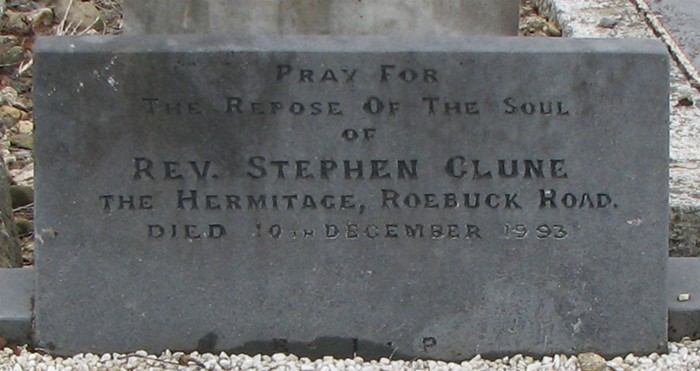 Pray For
The Repose Of The Soul
of
Rev. Stephen Clune
The Hermitage, Roebuck Road.
Died 10th December 1993
R I P